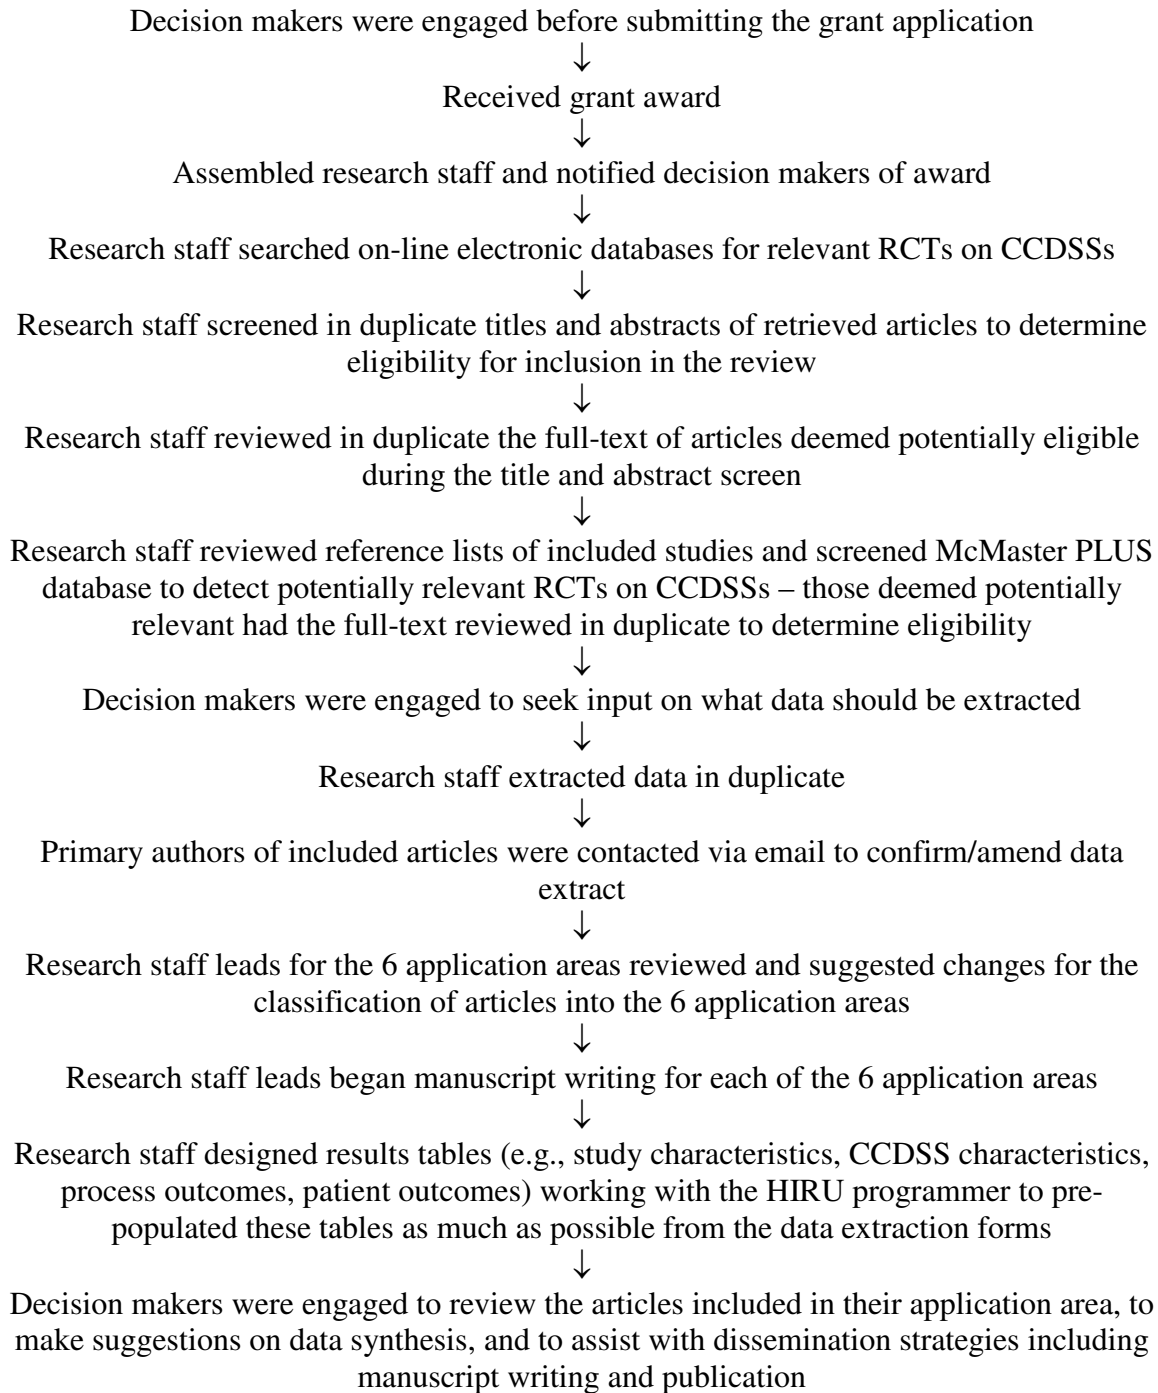 Decision makers were engaged before submitting the grant application
↓
Received grant award
↓
Assembled research staff and notified decision makers of award
↓
Research staff searched on-line electronic databases for relevant RCTs on CCDSSs
↓
Research staff screened in duplicate titles and abstracts of retrieved articles to determine
eligibility for inclusion in the review
↓
Research staff reviewed in duplicate the full-text of articles deemed potentially eligible
during the title and abstract screen
↓
Research staff reviewed reference lists of included studies and screened McMaster PLUS
database to detect potentially relevant RCTs on CCDSSs – those deemed potentially
relevant had the full-text reviewed in duplicate to determine eligibility
↓
Decision makers were engaged to seek input on what data should be extracted
↓
Research staff extracted data in duplicate
↓
Primary authors of included articles were contacted via email to confirm/amend data
extract
↓
Research staff leads for the 6 application areas reviewed and suggested changes for the
classification of articles into the 6 application areas
↓
Research staff leads began manuscript writing for each of the 6 application areas
↓
Research staff designed results tables (e.g., study characteristics, CCDSS characteristics,
process outcomes, patient outcomes) working with the HIRU programmer to pre-
populated these tables as much as possible from the data extraction forms
↓
Decision makers were engaged to review the articles included in their application area, to
make suggestions on data synthesis, and to assist with dissemination strategies including
manuscript writing and publication